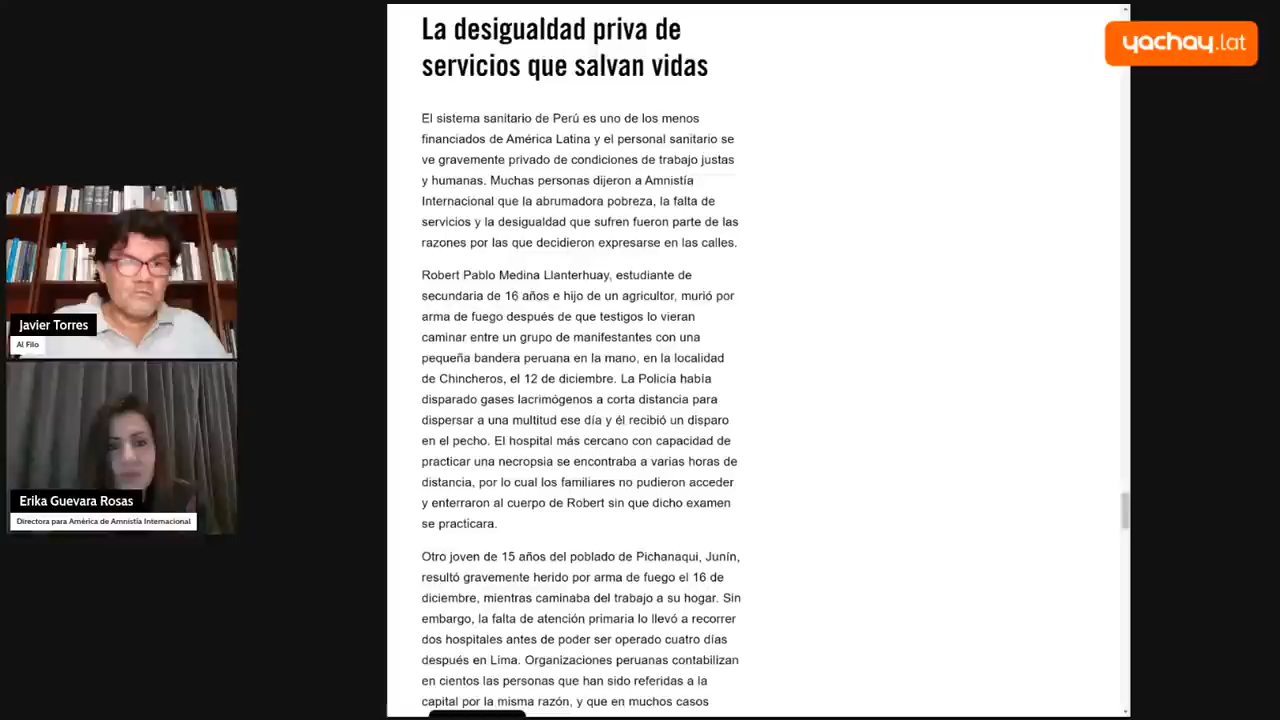 La desigualdad priva de
servicios que salvan vidas
yachay.lat
El sistema sanitario de Perú es uno de los menos
financiados de América Latina y el personal sanitario se
ve gravemente privado de condiciones de trabajo justas
y humanas. Muchas personas dijeron a Amnistía
Internacional que la abrumadora pobreza, la falta de
servicios y la desigualdad que sufren fueron parte de las
razones por las que decidieron expresarse en las calles.
Robert Pablo Medina Llanterhuay, estudiante de
secundaria de 16 años e hijo de un agricultor, murió por
arma de fuego después de que testigos lo vieran
caminar entre un grupo de manifestantes con una
pequeña bandera peruana en la mano, en la localidad
de Chincheros, el 12 de diciembre. La Policía había
disparado gases lacrimógenos a corta distancia para
dispersar a una multitud ese día y él recibió un disparo
en el pecho. El hospital más cercano con capacidad de
practicar una necropsia se encontraba a varias horas de
distancia, por lo cual los familiares no pudieron acceder
y enterraron al cuerpo de Robert sin que dicho examen
se practicara.
Otro joven de 15 años del poblado de Pichanaqui, Junín,
resultó gravemente herido por arma de fuego el 16 de
diciembre, mientras caminaba del trabajo a su hogar. Sin
embargo, la falta de atención primaria lo llevó a recorrer
dos hospitales antes de poder ser operado cuatro días
después en Lima. Organizaciones peruanas contabilizan
en cientos las personas que han sido referidas a la
capital por la misma razón, y que en muchos casos
Javier Torres
Al Filo
Erika Guevara Rosas
Directora para América de Amnistía Internacional